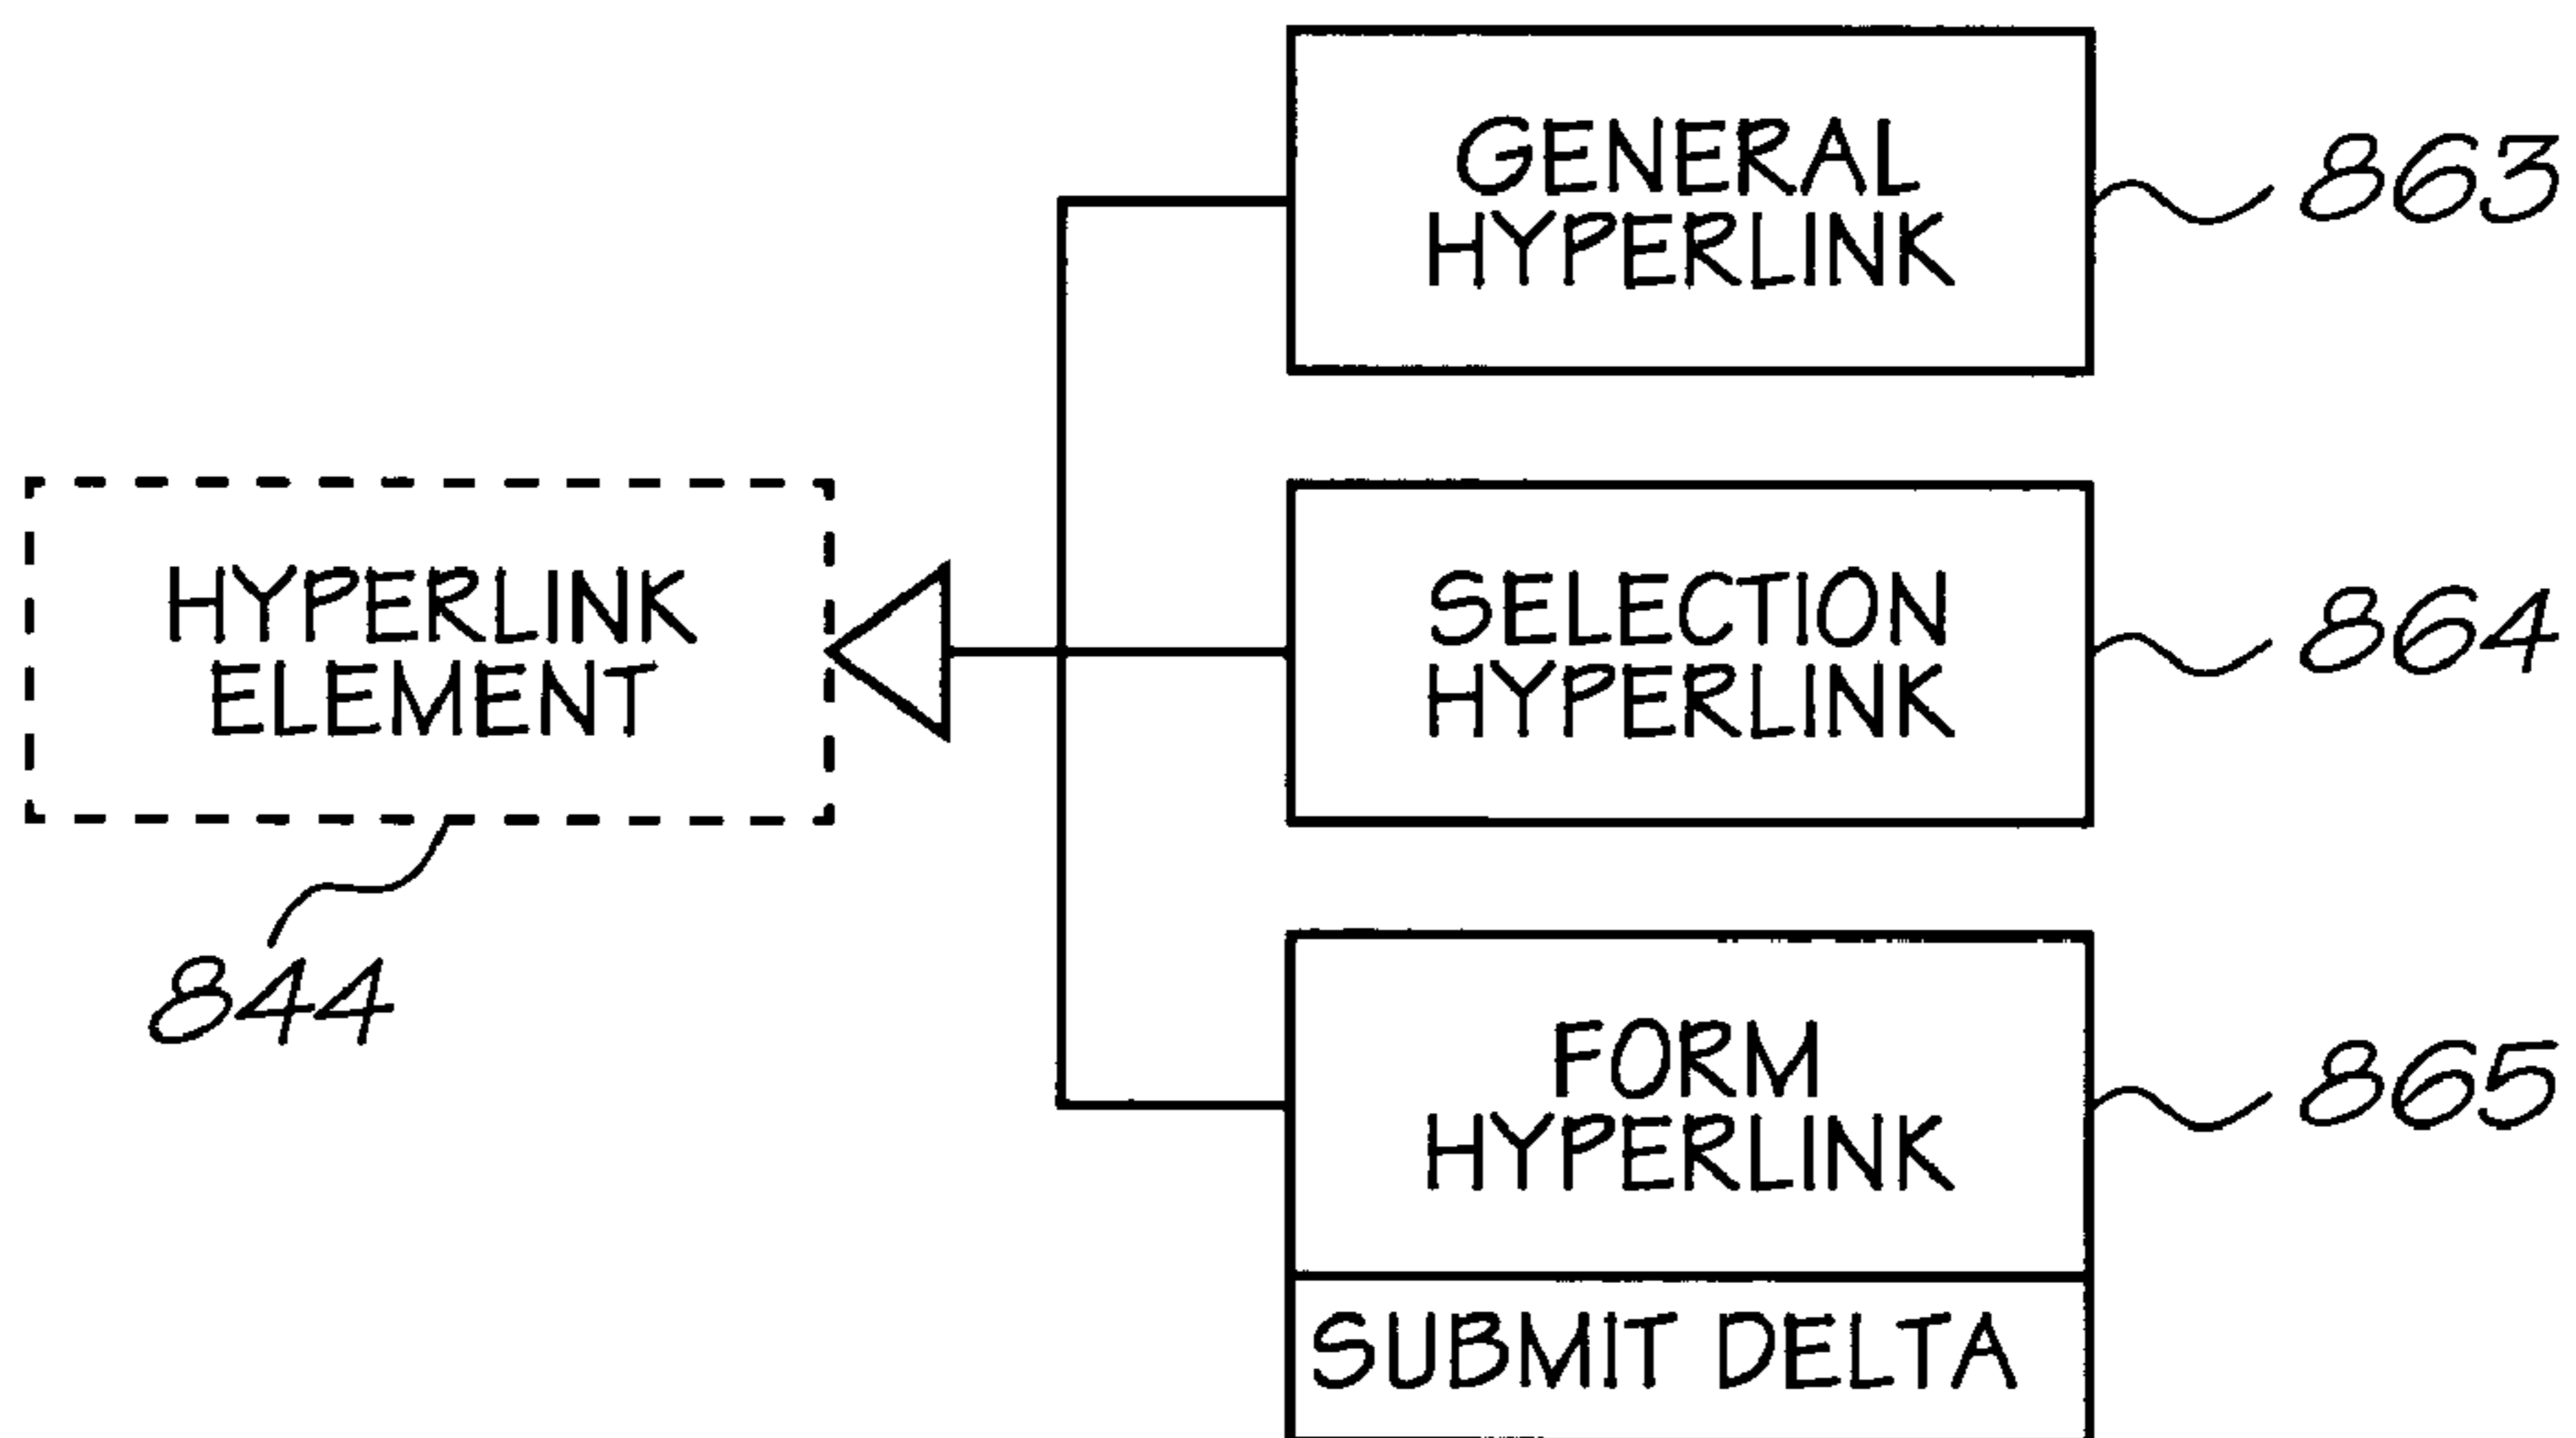 GENERAL
HYPERLINK
863
HYPERLINK
ELEMENT
844
SELECTION
HYPERLINK
864
FORM
HYPERLINK
865
SUBMIT DELTA